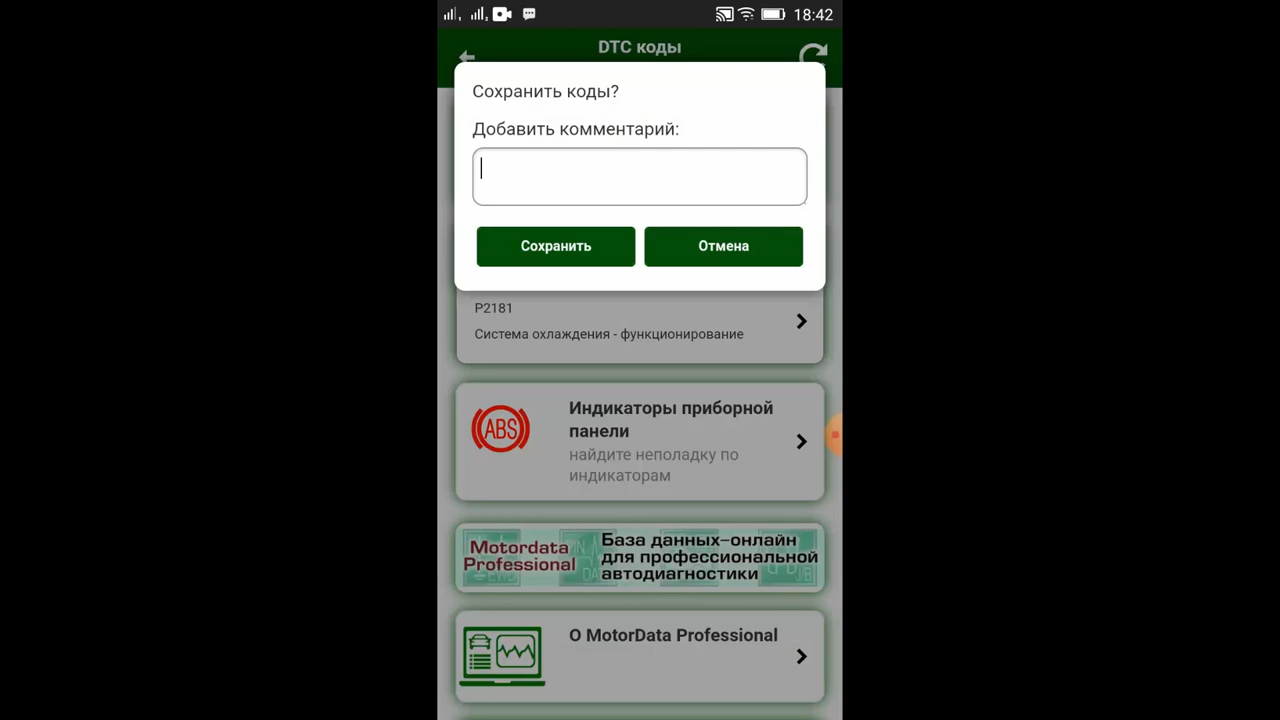 18:42
DTC коды
Сохранить коды?
Добавить комментарий:
Сохранить
Отмена
P2181
Система охлаждения - функционирование
ABS
Индикаторы приборной
панели
найдите неполадку по
индикаторам
Motordata
Professional
База данных-онлайн
для профессиональной
автодиагностики
О MotorData Professional